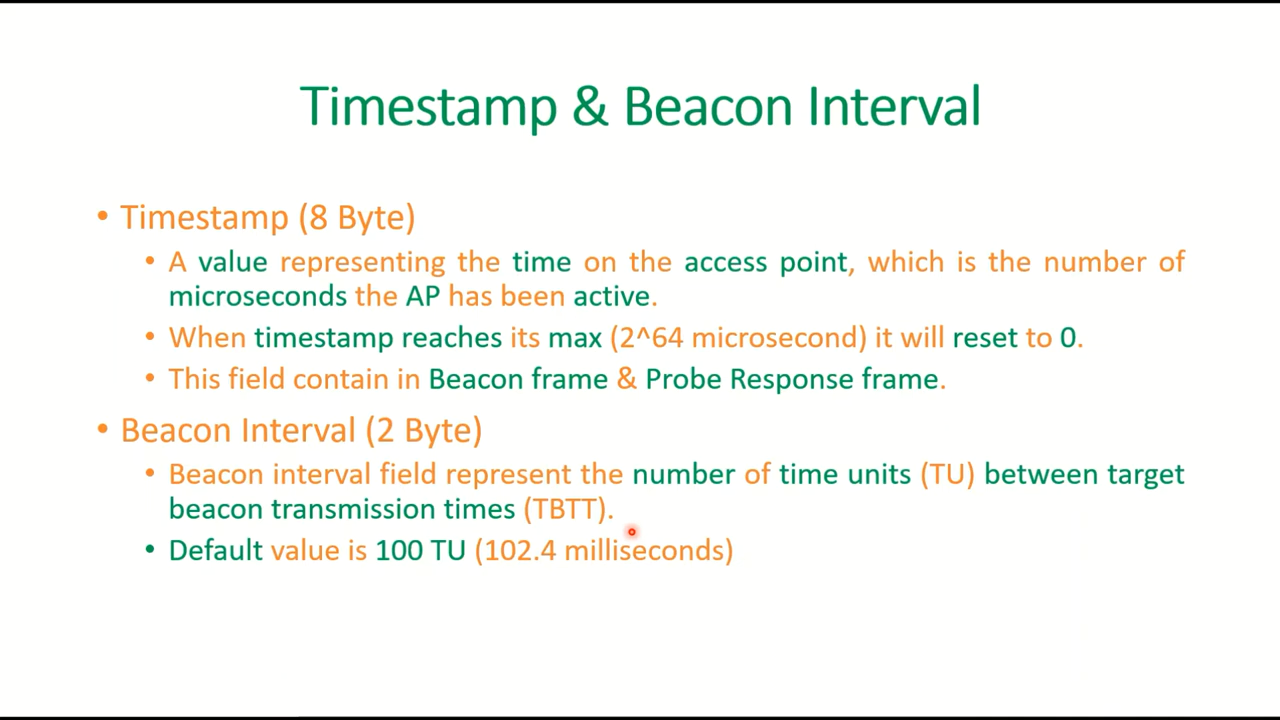 Timestamp & Beacon Interval
• Timestamp (8 Byte)
• A value representing the time on the access point, which is the number of
microseconds the AP has been active.
• When timestamp reaches its max (2^64 microsecond) it will reset to 0.
• This field contain in Beacon frame & Probe Response frame.
• Beacon Interval (2 Byte)
• Beacon interval field represent the number of time units (TU) between target
beacon transmission times (TBTT).
• Default value is 100 TU (102.4 milliseconds)